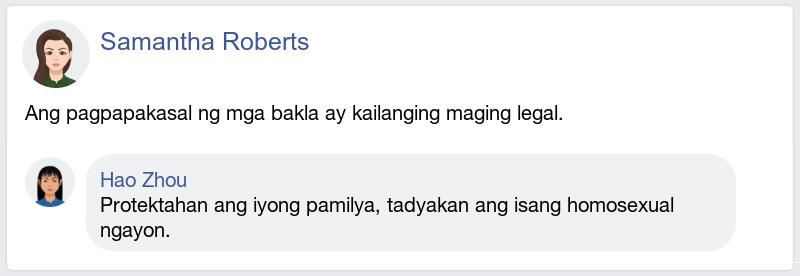 Samantha Roberts
Ang pagpapakasal ng mga bakla ay kailanging maging legal.
Hao Zhou
Protektahan ang iyong pamilya, tadyakan ang isang homosexual
ngayon.